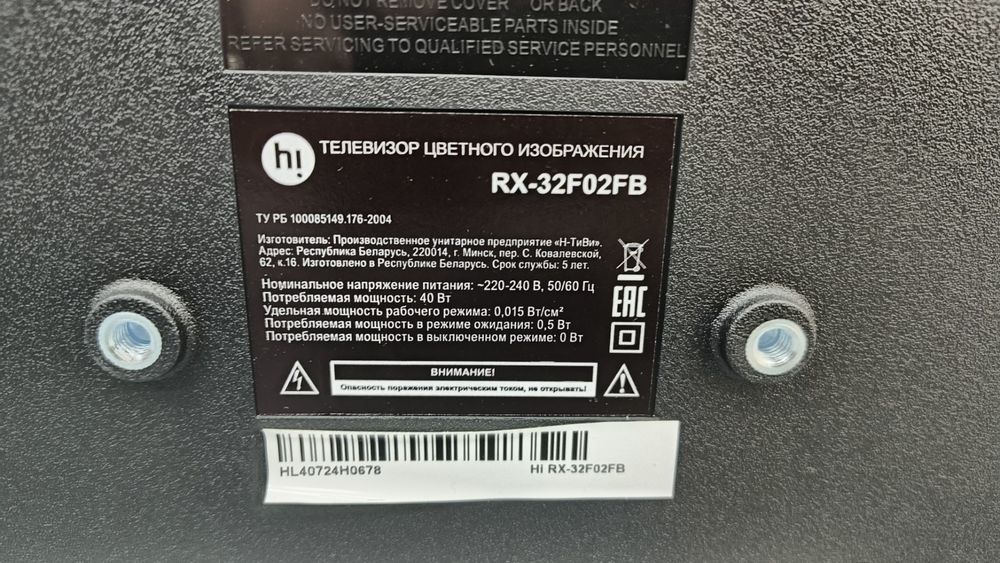 DO NOT REMOVE COVER OR BACK
NO USER-SERVICEABLE PARTS INSIDE
REFER SERVICING TO QUALIFIED SERVICE PERSONNEL
hi
ТЕЛЕВИЗОР ЦВЕТНОГО ИЗОБРАЖЕНИЯ
RX-32F02FB
ТУ РБ 100085149.176-2004
Изготовитель: Производственное унитарное предприятие «Н-ТиВи».
Адрес: Республика Беларусь, 220014, г. Минск, пер. С. Ковалевской,
62, к.16. Изготовлено в Республике Беларусь. Срок службы: 5 лет.
Номинальное напряжение питания: ~220-240 В, 50/60 Гц
Потребляемая мощность: 40 Вт
Удельная мощность рабочего режима: 0,015 Вт/см²
Потребляемая мощность в режиме ожидания: 0,5 Вт
Потребляемая мощность в выключенном режиме: 0 Вт
EAC
ВНИМАНИЕ!
Опасность поражения электрическим током, не открывать!
HL40724H0678
Hi RX-32F02FB